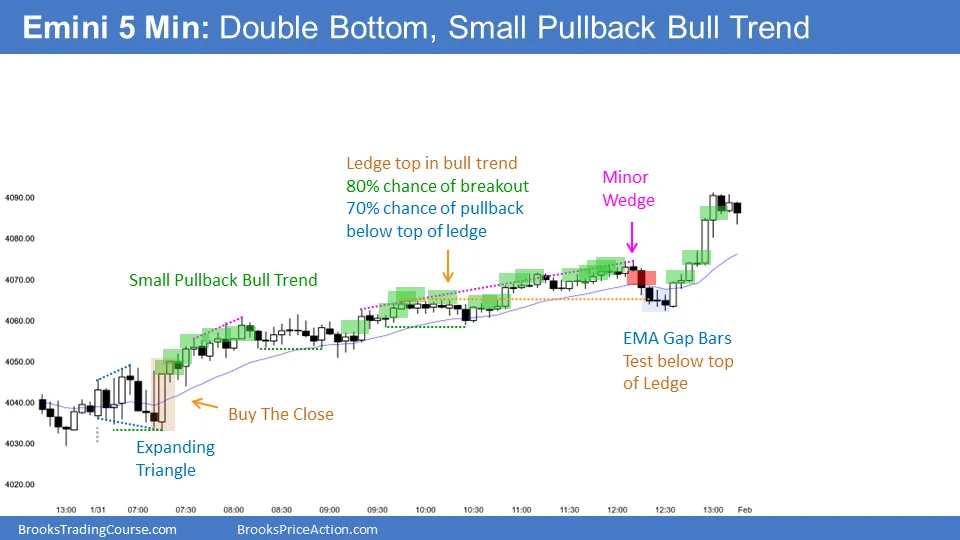 Emini 5 Min: Double Bottom, Small Pullback Bull Trend
Ledge top in bull trend
80% chance of breakout
70% chance of pullback
below top of ledge
Minor
Wedge
Small Pullback Bull Trend
EMA Gap Bars
Test below top
of Ledge
Buy The Close
Expanding
Triangle
4090.00
4080.00
4070.00
4060.00
4050.00
4040.00
4030.00
4020.00
13:00 1/31 07:00 07:30 08:00 08:30 09:00 09:30 10:00 10:30 11:00 11:30 12:00 12:30 13:00 Feb
BrooksTradingCourse.com BrooksPriceAction.com